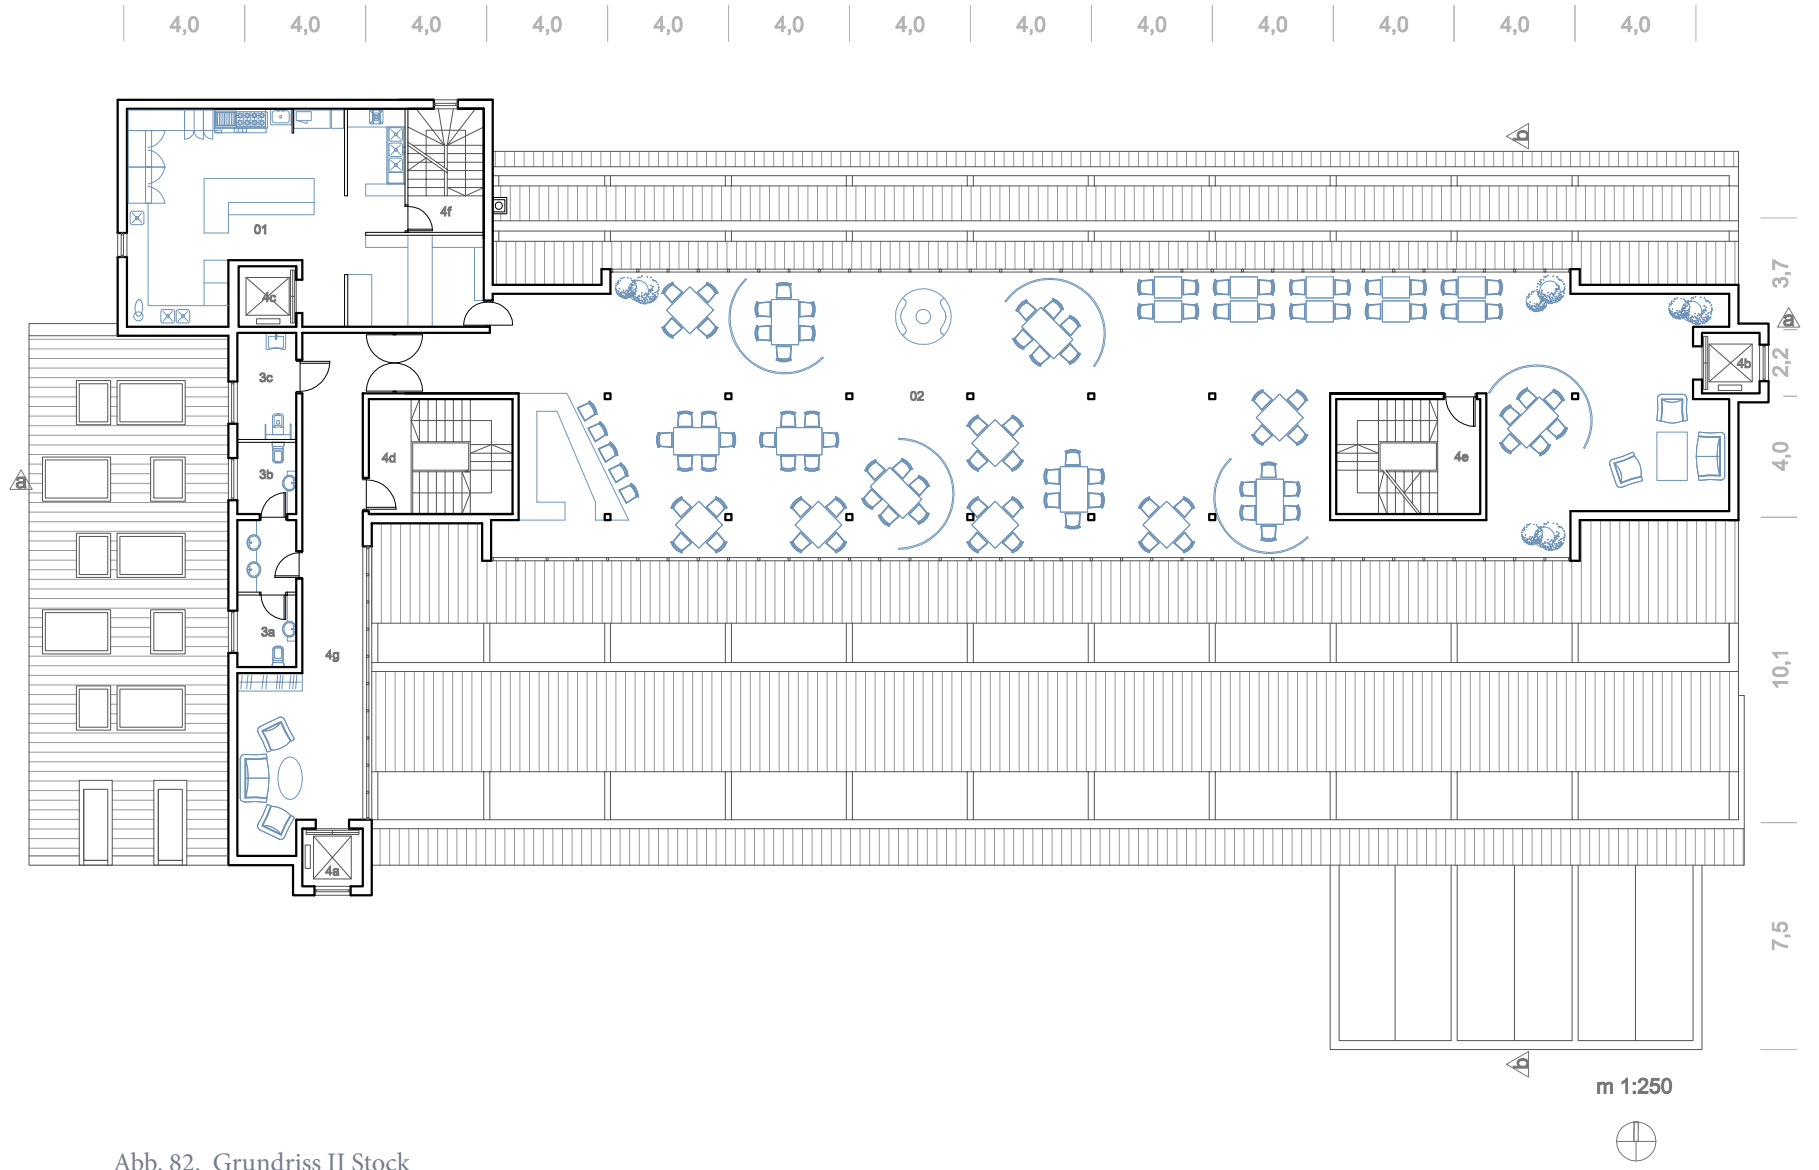 4,0 4,0 4,0 4,0 4,0 4,0 4,0 4,0 4,0 4,0 4,0 4,0 4,0
b
4f
01
3,7
4c
a
2,2
4b
3c
02
4d
4e
4,0
3b
a
3a
4g
10,1
4a
7,5
b
m 1:250
Abb. 82. Grundriss II Stock